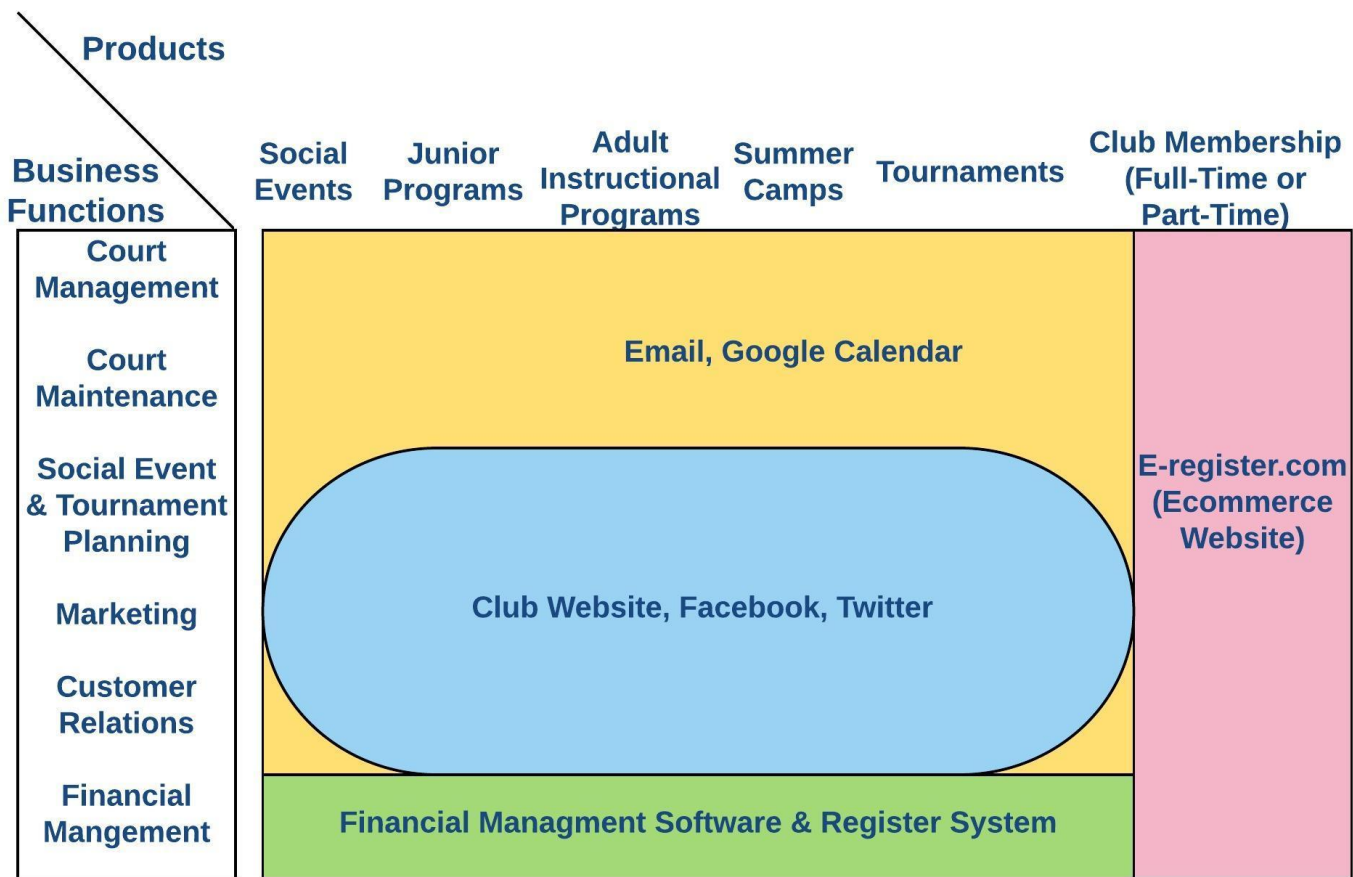 Products
Business
Functions
Social
Events
Junior
Programs
Adult
Instructional
Programs
Summer
Camps
Tournaments
Club Membership
(Full-Time or
Part-Time)
Court
Management
Court
Maintenance
Social Event
& Tournament
Planning
Marketing
Customer
Relations
Financial
Mangement
Email, Google Calendar
Club Website, Facebook, Twitter
Financial Managment Software & Register System
E-register.com
(Ecommerce
Website)